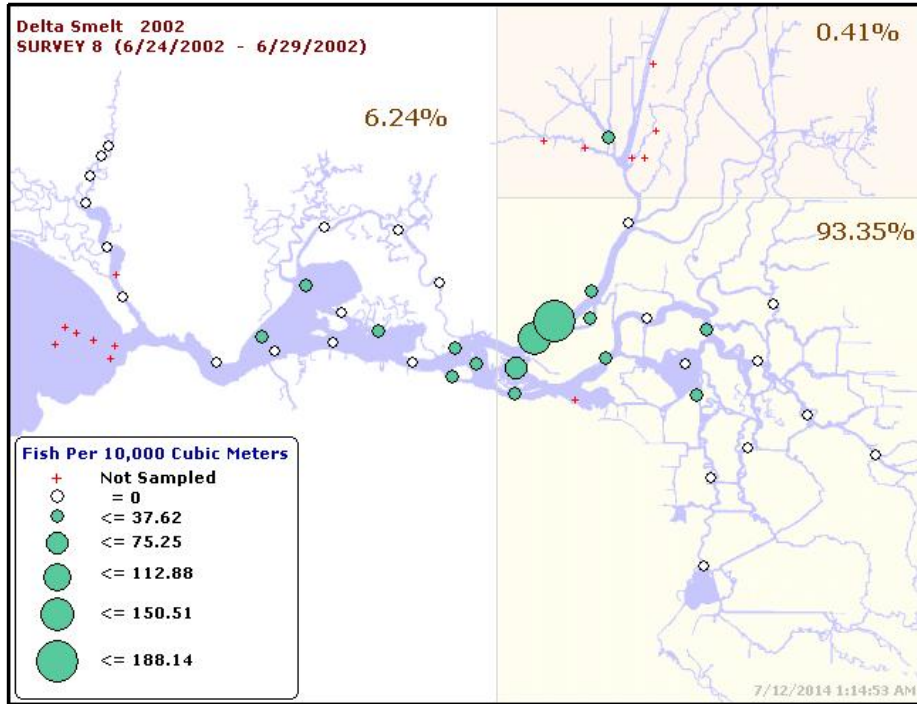 Delta Smelt 2002
SURVEY 8 (6/24/2002 - 6/29/2002)
0.41%
6.24%
93.35%
Fish Per 10,000 Cubic Meters
Not Sampled
= 0
<= 37.62
<= 75.25
<= 112.88
<= 150.51
<= 188.14
7/12/2014 1:14:53 AM